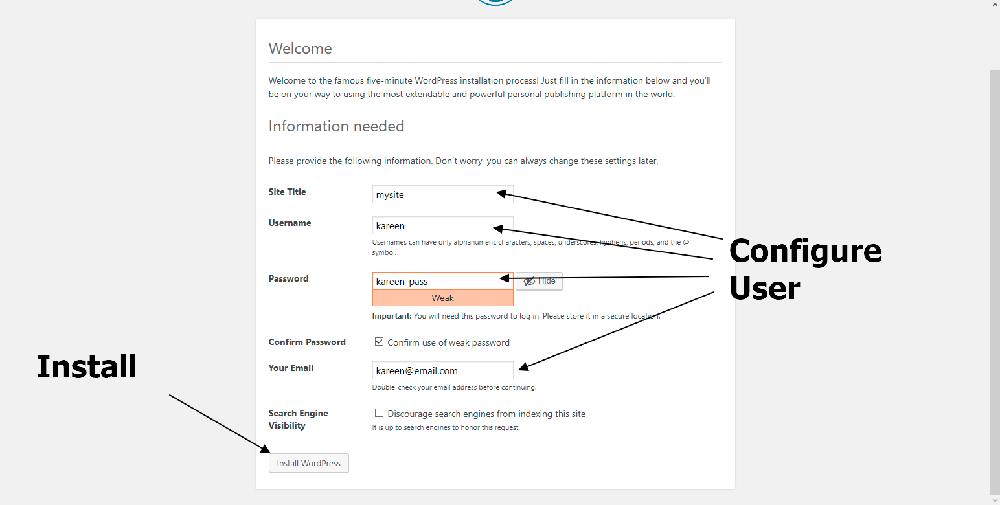 Welcome
Welcome to the famous five-minute WordPress installation process! Just fill in the information below and you’ll
be on your way to using the most extendable and powerful personal publishing platform in the world.
Information needed
Please provide the following information. Don’t worry, you can always change these settings later.
Site Title
mysite
Username
kareen
Usernames can have only alphanumeric characters, spaces, underscores, hyphens, periods, and the @
symbol.
Configure
User
Password
kareen_pass
Hide
Weak
Important: You will need this password to log in. Please store it in a secure location.
Confirm Password
Confirm use of weak password
Install
Your Email
kareen@email.com
Double-check your email address before continuing.
Search Engine
Visibility
Discourage search engines from indexing this site
It is up to search engines to honor this request.
Install WordPress